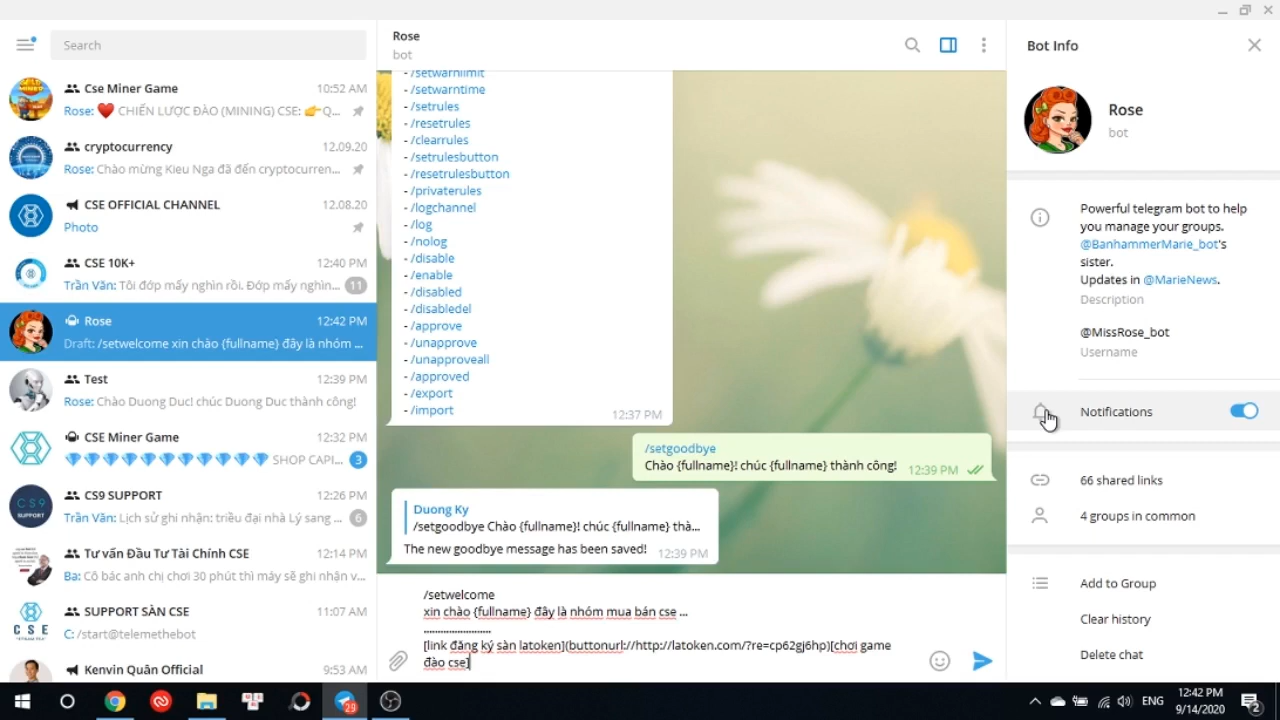 Search
Cse Miner Game
10:52 AM
Rose: ❤️ CHIẾN LƯỢC ĐÀO (MINING) CSE: 👉Q...
cryptocurrency
12.09.20
Rose: Chào mừng Kieu Nga đã đến cryptocurren...
CSE OFFICIAL CHANNEL
12.08.20
Photo
CSE 10K+
12:40 PM
Trần Văn: Tôi đớp mấy nghìn rồi. Đớp mấy nghìn...
11
Rose
12:42 PM
Draft: /setwelcome xin chào {fullname} đây là nhóm ...
Test
12:39 PM
Rose: Chào Duong Duc! chúc Duong Duc thành công!
CSE Miner Game
12:32 PM
💎💎💎💎💎💎💎💎💎💎💎 SHOP CAPI...
3
CS9 SUPPORT
12:26 PM
Trần Văn: Lịch sử ghi nhận: triều đại nhà Lý sang ...
6
Tư vấn Đầu Tư Tài Chính CSE
12:14 PM
Ba: Cô bác anh chị chơi 30 phút thì máy sẽ ghi nhận v...
SUPPORT SÀN CSE
11:07 AM
C: /start@telemethebot
Kenvin Quân Official
9:53 AM
Rose
bot
- /setwarnlimit
- /setwarntime
- /setrules
- /resetrules
- /clearrules
- /setrulesbutton
- /resetrulesbutton
- /privaterules
- /logchannel
- /log
- /nolog
- /disable
- /enable
- /disabled
- /disabledel
- /approve
- /unapprove
- /unapproveall
- /approved
- /export
- /import
12:37 PM
/setgoodbye
Chào {fullname}! chúc {fullname} thành công!
12:39 PM
Duong Ky
/setgoodbye Chào {fullname}! chúc {fullname} thà...
The new goodbye message has been saved!
12:39 PM
/setwelcome
xin chào {fullname} đây là nhóm mua bán cse ...
........................
[link đăng ký sàn latoken](buttonurl://http://latoken.com/?re=cp62gj6hp)[chơi game
đào cse]
Bot Info
Rose
bot
Powerful telegram bot to help
you manage your groups.
@BanhammerMarie_bot's
sister.
Updates in @MarieNews.
Description
@MissRose_bot
Username
Notifications
66 shared links
4 groups in common
Add to Group
Clear history
Delete chat
29
ENG
12:42 PM
9/14/2020
2